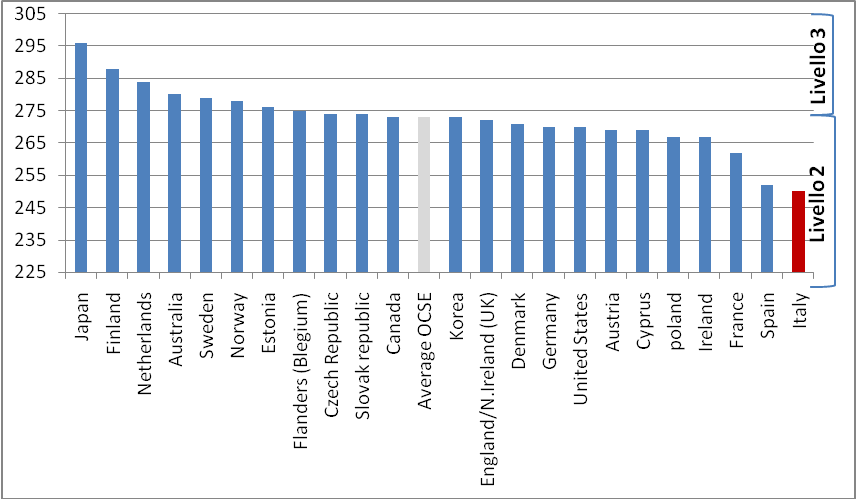 305
295
285
275
265
255
245
235
225
Livello 3
Livello 2
Japan
Finland
Netherlands
Australia
Sweden
Norway
Estonia
Flanders (Blegium)
Czech Republic
Slovak republic
Canada
Average OCSE
Korea
England/N.Ireland (UK)
Denmark
Germany
United States
Austria
Cyprus
poland
Ireland
France
Spain
Italy